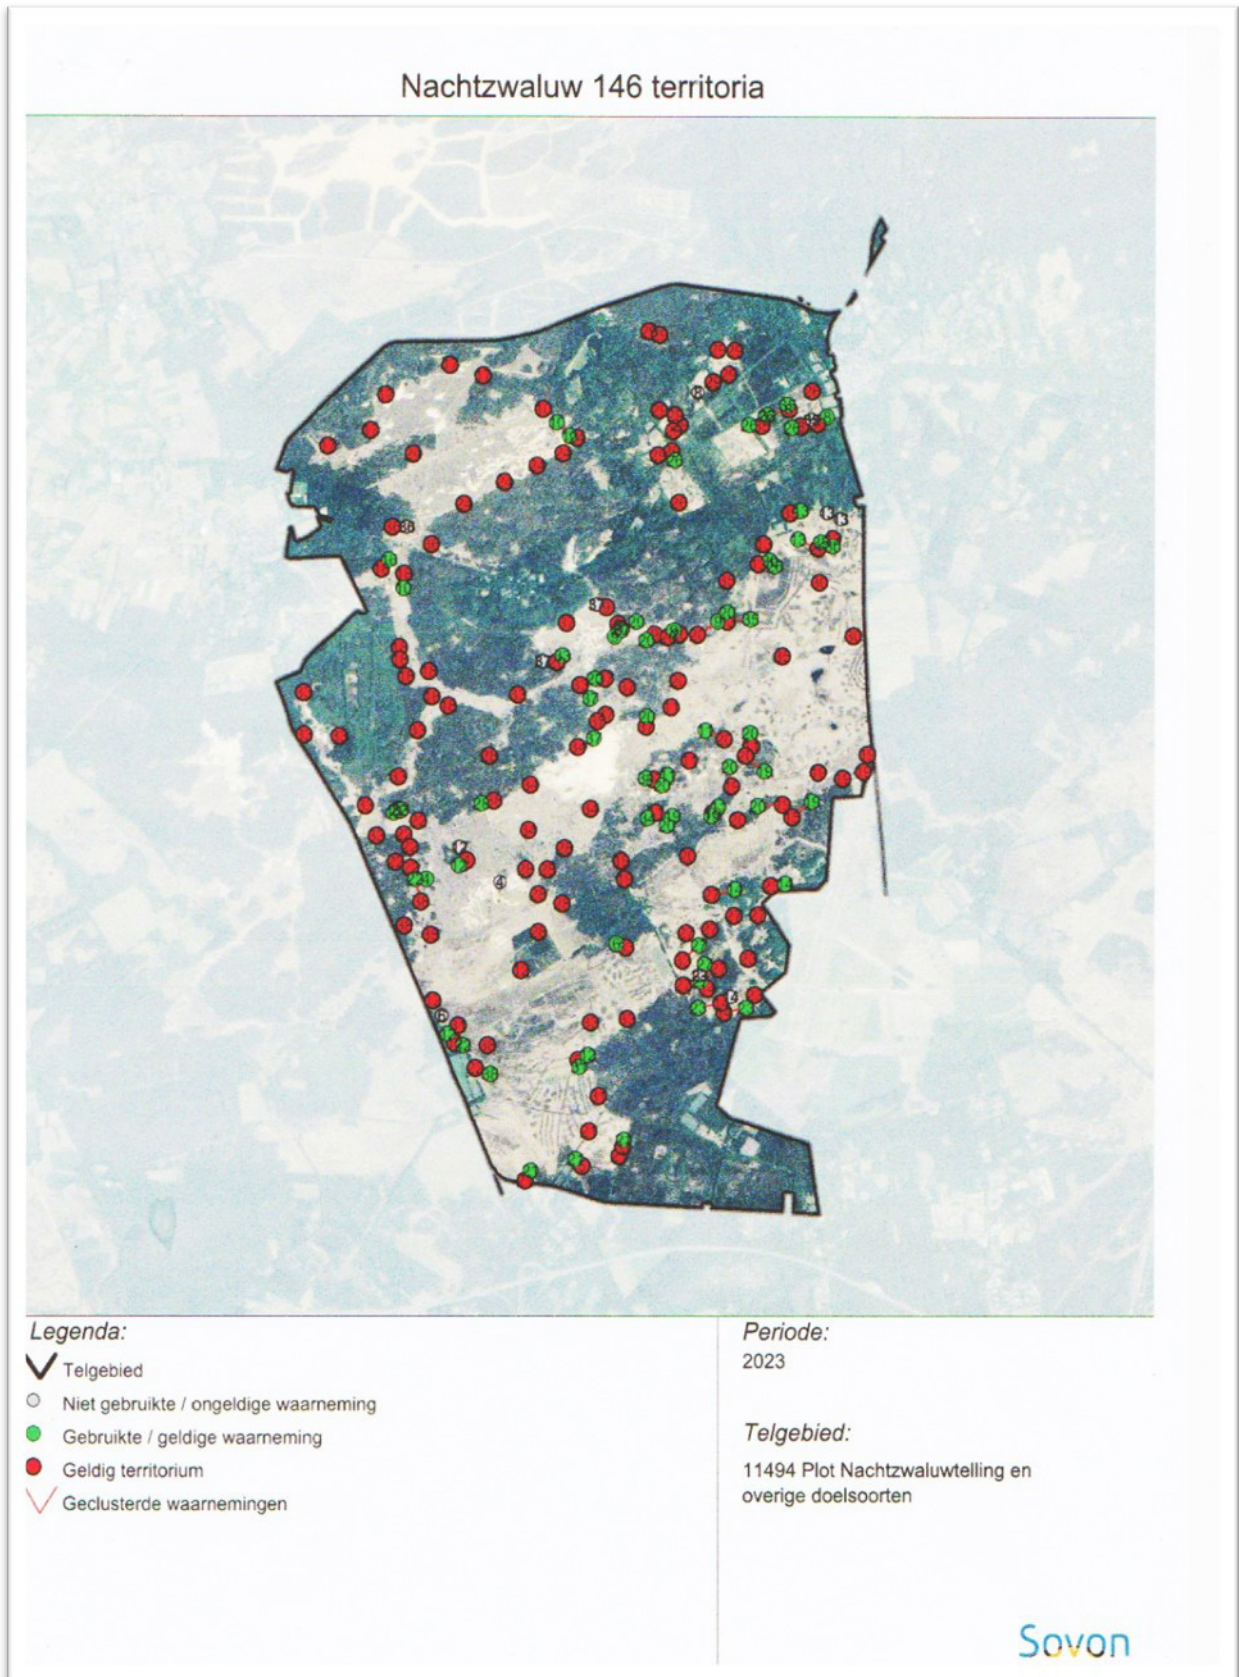 Nachtzwaluw 146 territoria
Legenda:
Telgebied
Niet gebruikte / ongeldige waarneming
Gebruikte / geldige waarneming
Geldig territorium
Geclusterde waarnemingen
Periode:
2023
Telgebied:
11494 Plot Nachtzwaluwtelling en
overige doelsoorten
Sovon